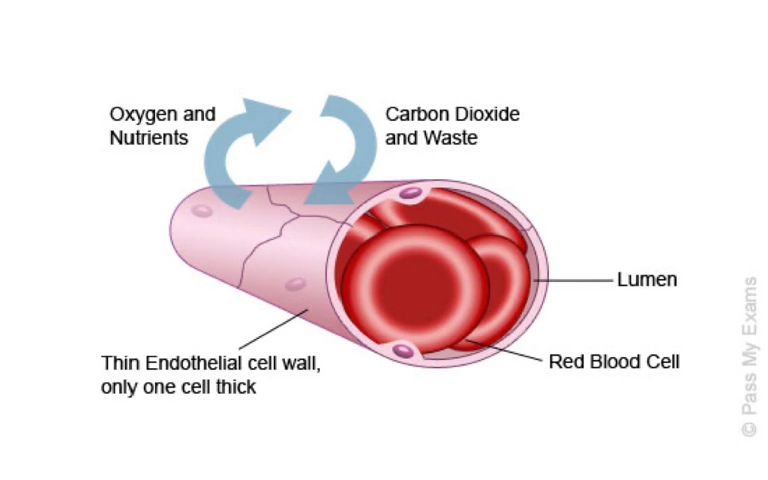 Oxygen and
Nutrients
Carbon Dioxide
and Waste
Lumen
Red Blood Cell
Thin Endothelial cell wall,
only one cell thick
© Pass My Exams